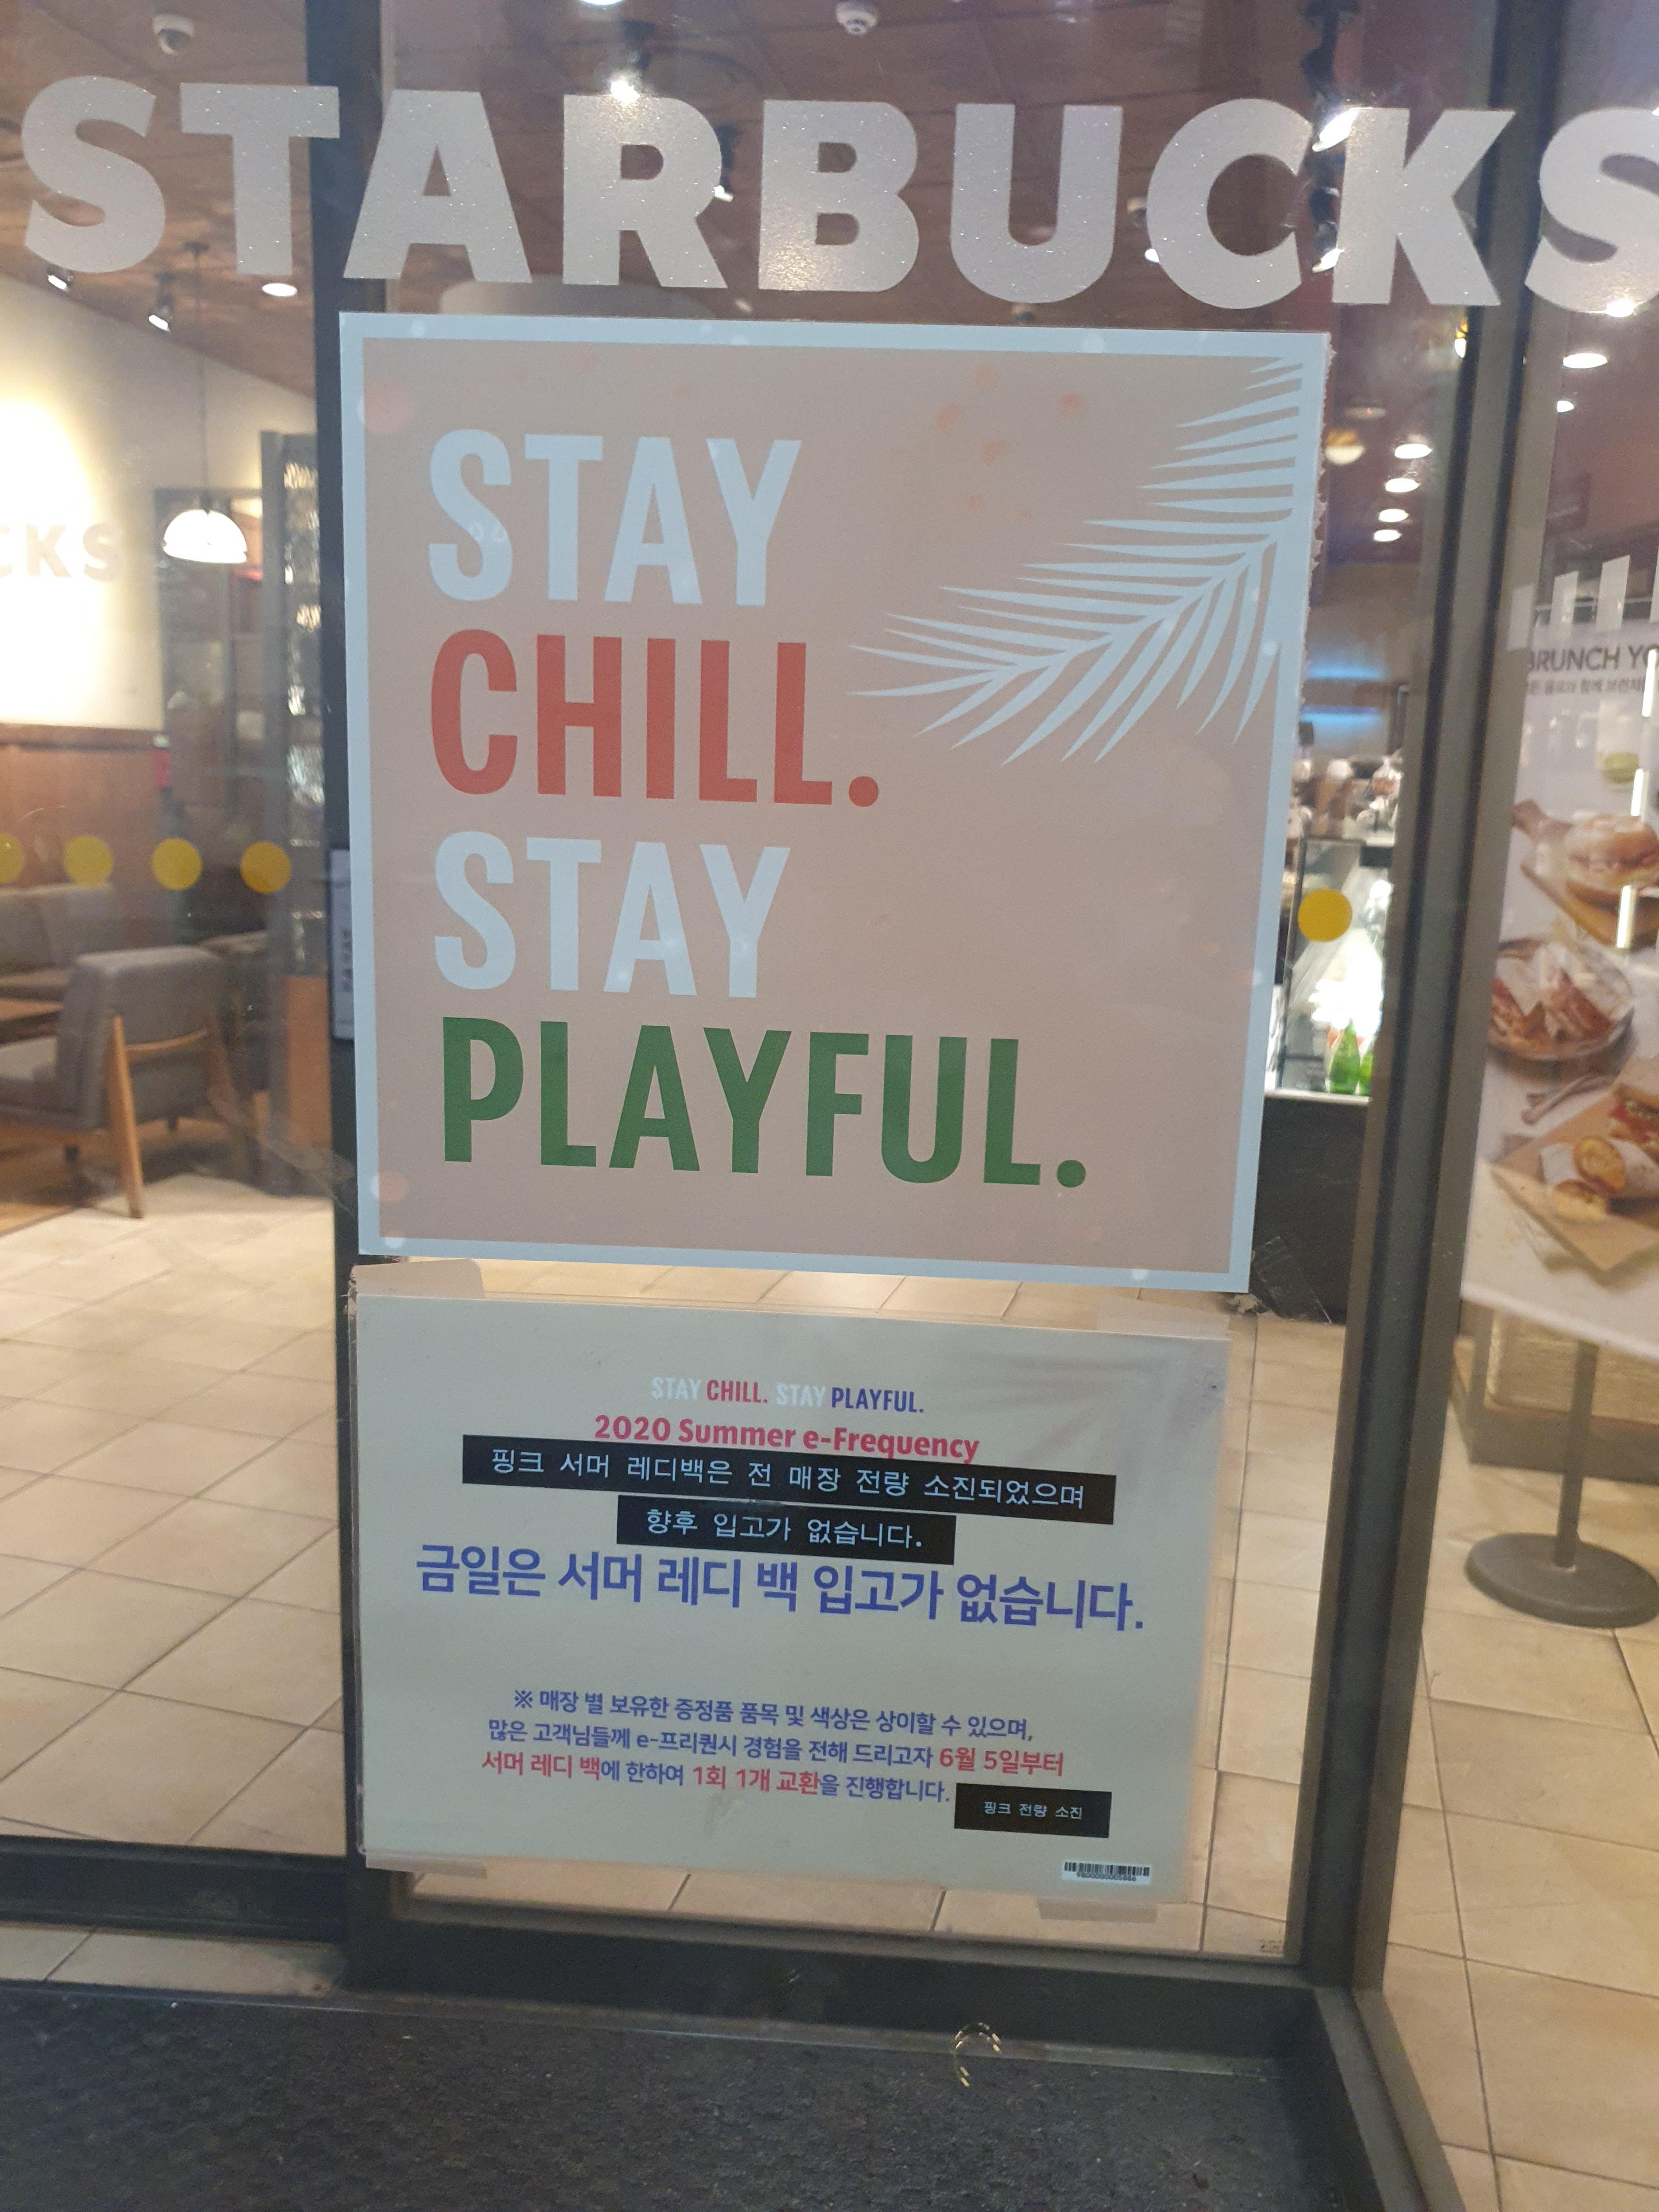 STARBUCKS
STAY
CHILL.
STAY
PLAYFUL.
CKS
BRUNCH
STAY CHILL. STAY PLAYFUL.
2020 Summer e-Frequency
핑크 서머 레디백은 전 매장 전량 소진되었으며
향후 입고가 없습니다.
금일은 서머 레디 백 입고가 없습니다.
※ 매장 별 보유한 증정품 품목 및 색상은 상이할 수 있으며,
많은 고객님들께 e-프리퀀시 경험을 전해 드리고자 6월 5일부터
서머 레디 백에 한하여 1회 1개 교환을 진행합니다.
핑크 전량 소진